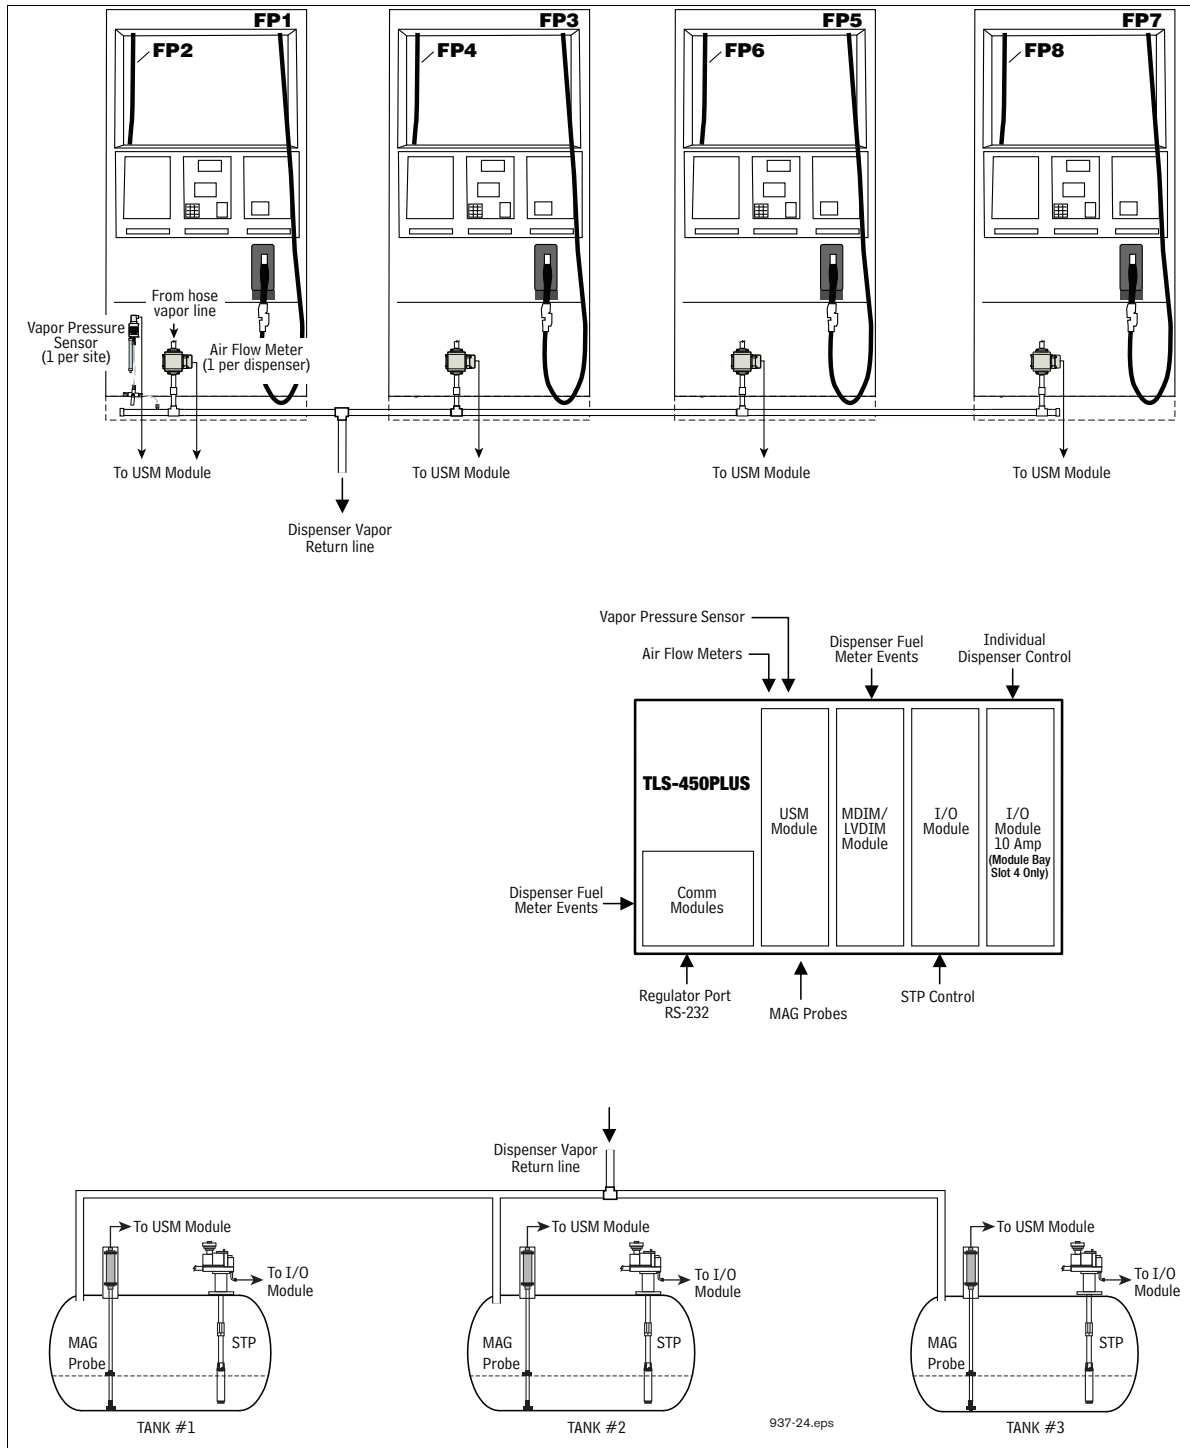 FP1
FP2
FP3
FP4
FP5
FP6
FP7
FP8
From hose
vapor line
Vapor Pressure
Sensor
(1 per site)
Air Flow Meter
(1 per dispenser)
To USM Module
To USM Module
To USM Module
To USM Module
Dispenser Vapor
Return line
Vapor Pressure Sensor
Air Flow Meters
Dispenser Fuel
Meter Events
Individual
Dispenser Control
TLS-450PLUS
USM
Module
MDIM/
LVDIM
Module
I/O
Module
I/O
Module
10 Amp
(Module Bay
Slot 4 Only)
Comm
Modules
Dispenser Fuel
Meter Events
Regulator Port
RS-232
MAG Probes
STP Control
Dispenser Vapor
Return line
To USM Module
To I/O
Module
MAG
Probe
STP
TANK #1
To USM Module
To I/O
Module
MAG
Probe
STP
TANK #2
937-24.eps
To USM Module
To I/O
Module
MAG
Probe
STP
TANK #3